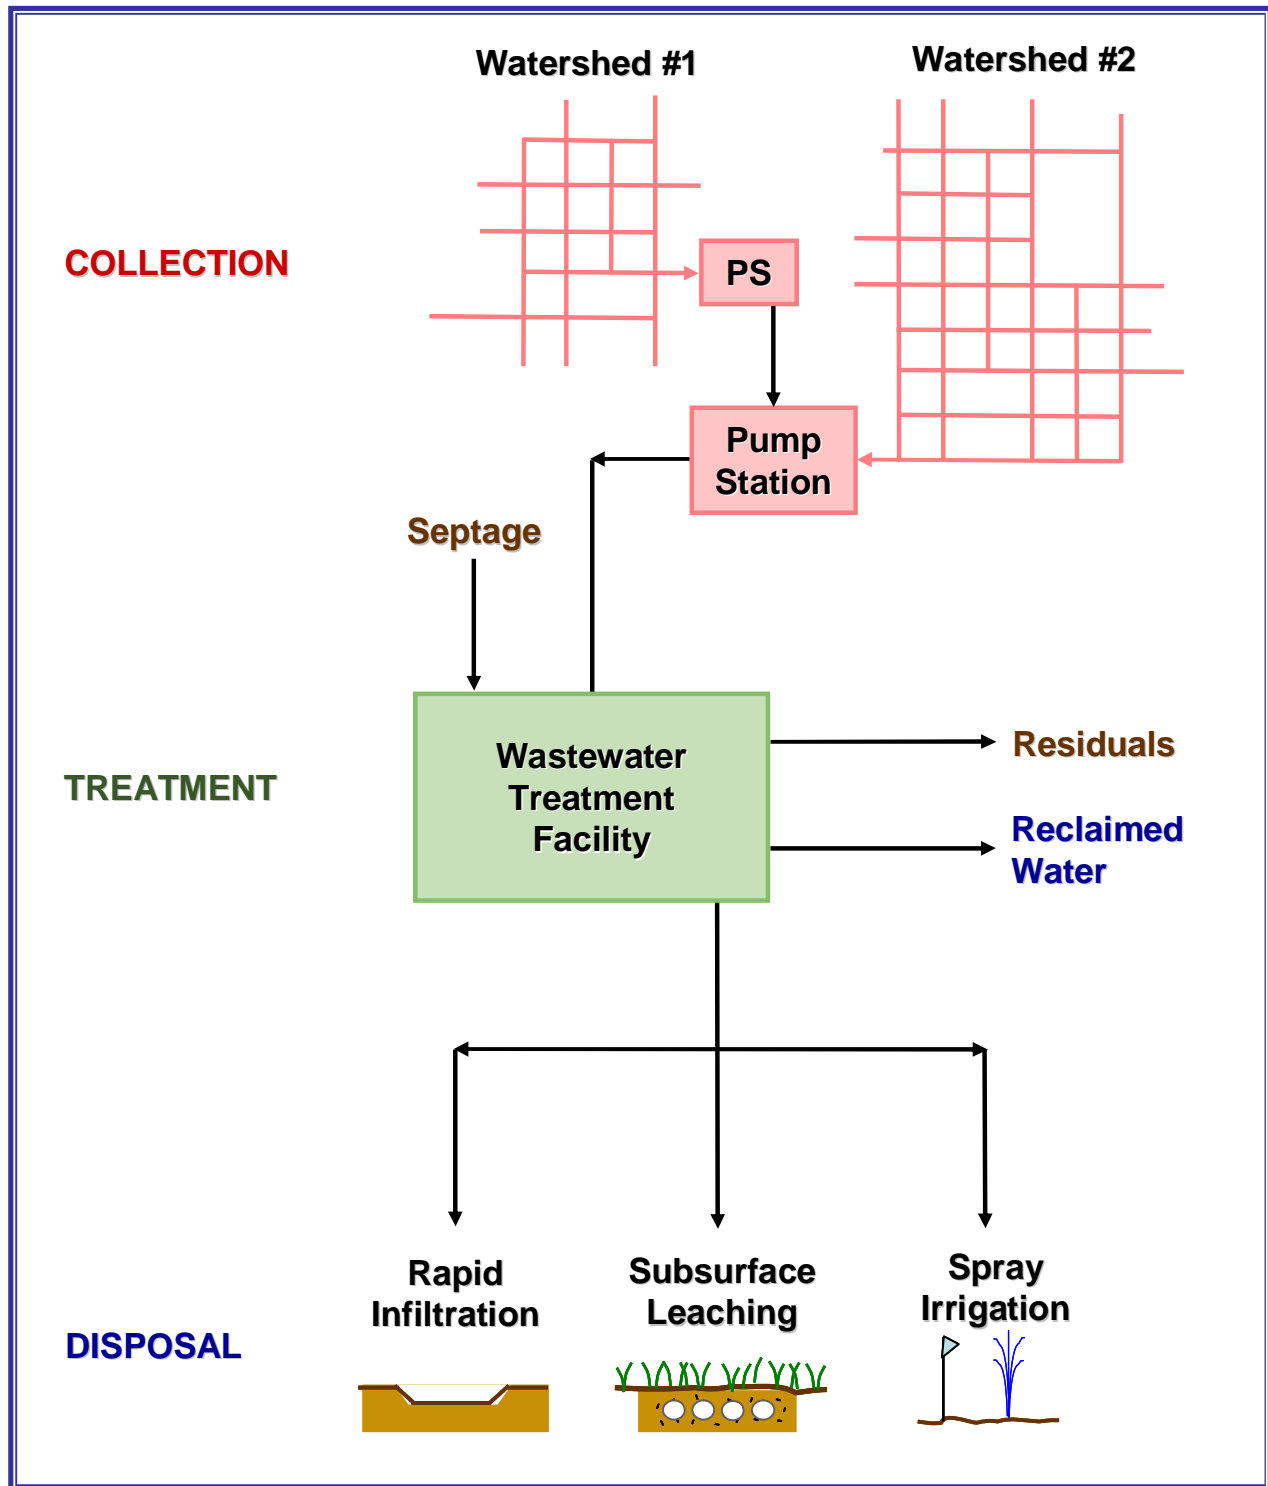 Watershed #1
Watershed #2
COLLECTION
PS
Pump
Station
Septage
Wastewater
Treatment
Facility
Residuals
TREATMENT
Reclaimed
Water
Rapid
Infiltration
Subsurface
Leaching
Spray
Irrigation
DISPOSAL